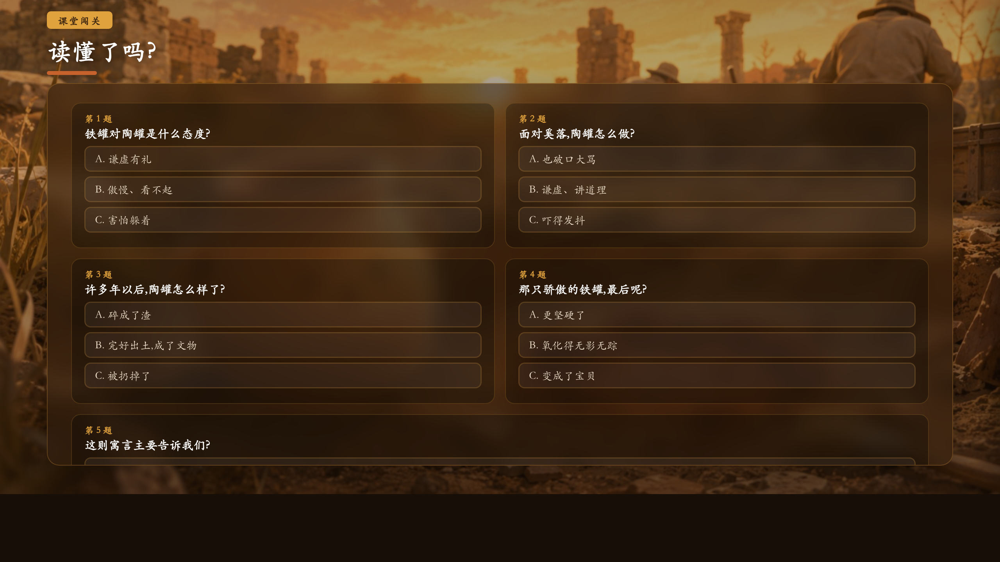 课堂闯关
读懂了吗?
第 1 题
铁罐对陶罐是什么态度?
A. 谦虚有礼
B. 傲慢、看不起
C. 害怕躲着
第 2 题
面对奚落,陶罐怎么做?
A. 也破口大骂
B. 谦虚、讲道理
C. 吓得发抖
第 3 题
许多年以后,陶罐怎么样了?
A. 碎成了渣
B. 完好出土,成了文物
C. 被扔掉了
第 4 题
那只骄傲的铁罐,最后呢?
A. 更坚硬了
B. 氧化得无影无踪
C. 变成了宝贝
第 5 题
这则寓言主要告诉我们?